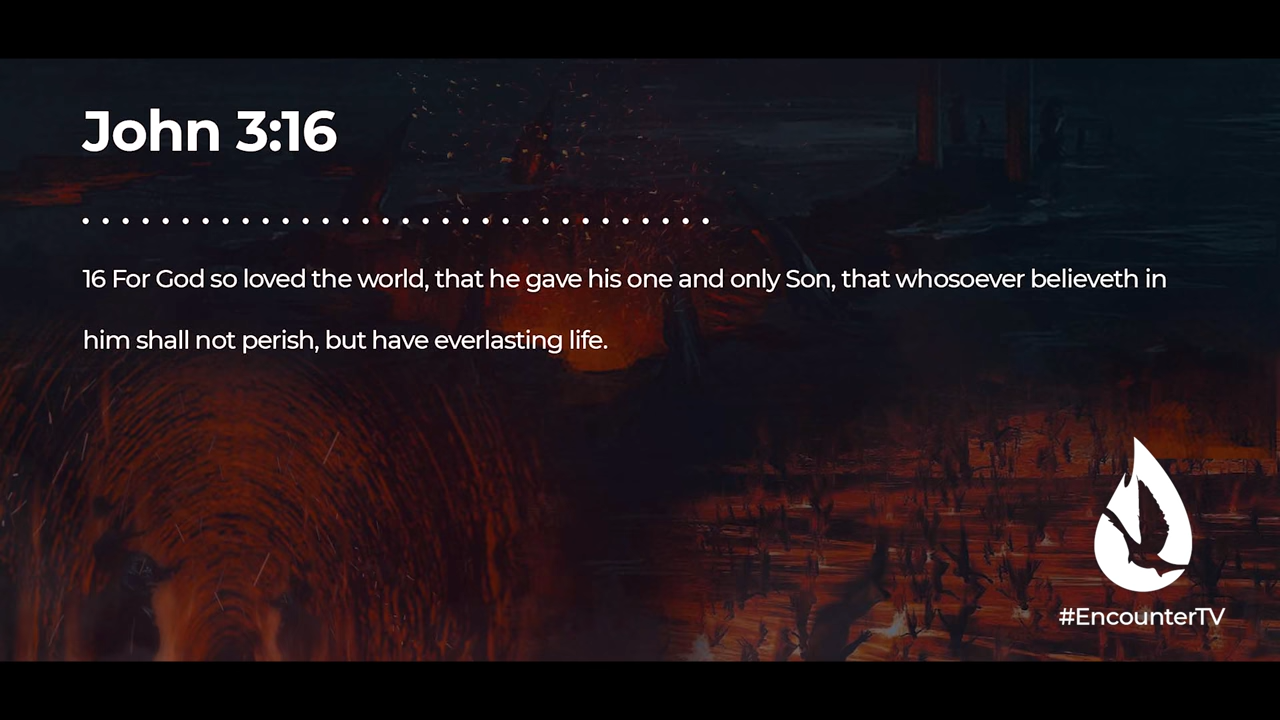 John 3:16
16 For God so loved the world, that he gave his one and only Son, that whosoever believeth in
him shall not perish, but have everlasting life.
#EncounterTV